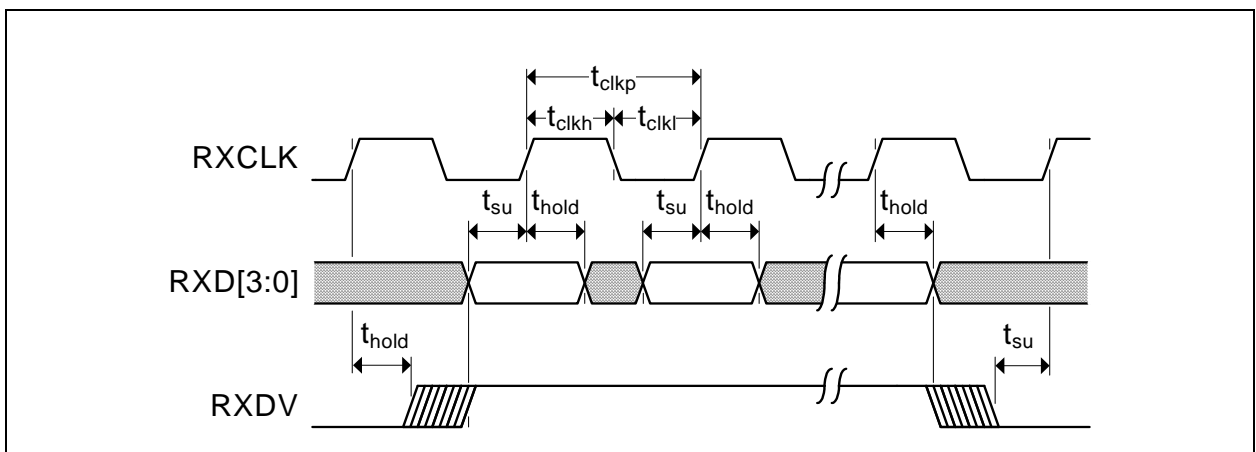 tclkp
tclkh tclkl
RXCLK
tsu thold tsu thold thold
RXD[3:0]
thold tsu
RXDV